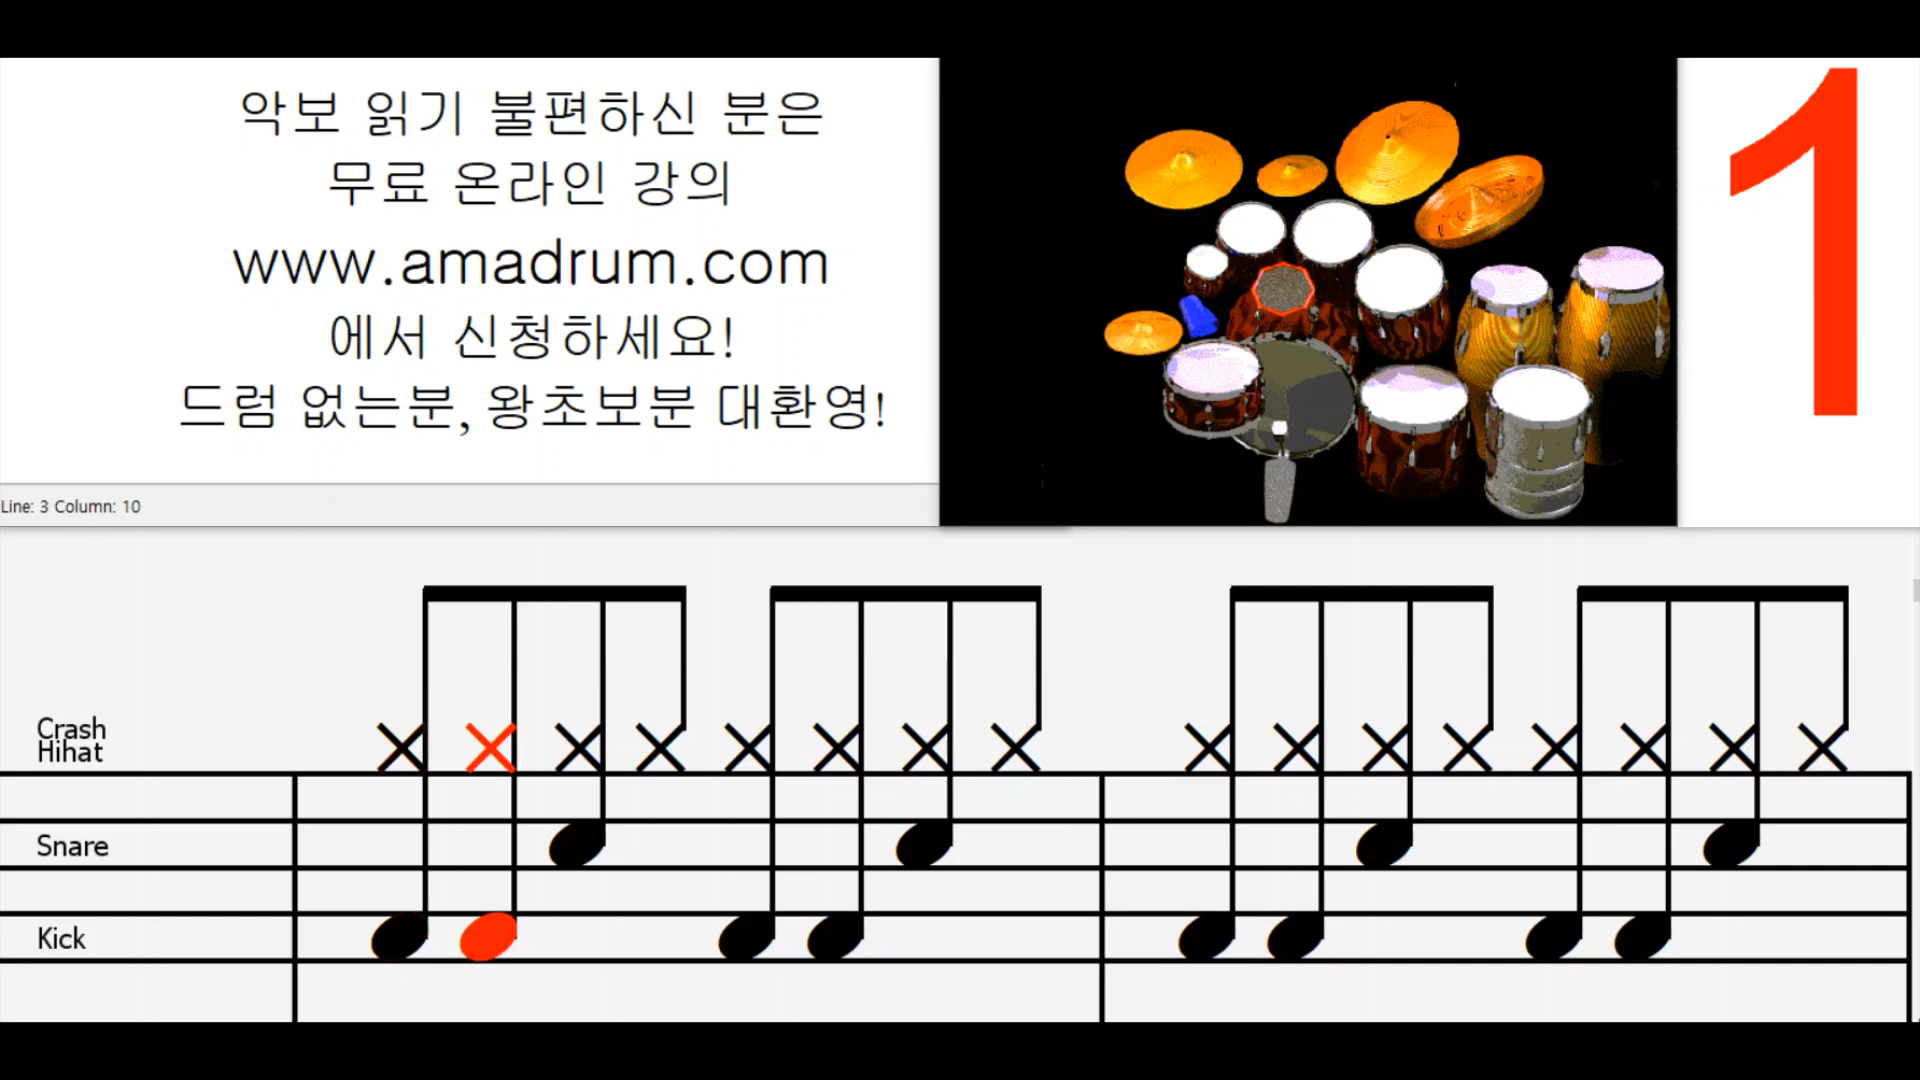 악보 읽기 불편하신 분은
무료 온라인 강의
www.amadrum.com
에서 신청하세요!
드럼 없는분, 왕초보분 대환영!
1
Line: 3 Column: 10
Crash
Hihat
Snare
Kick